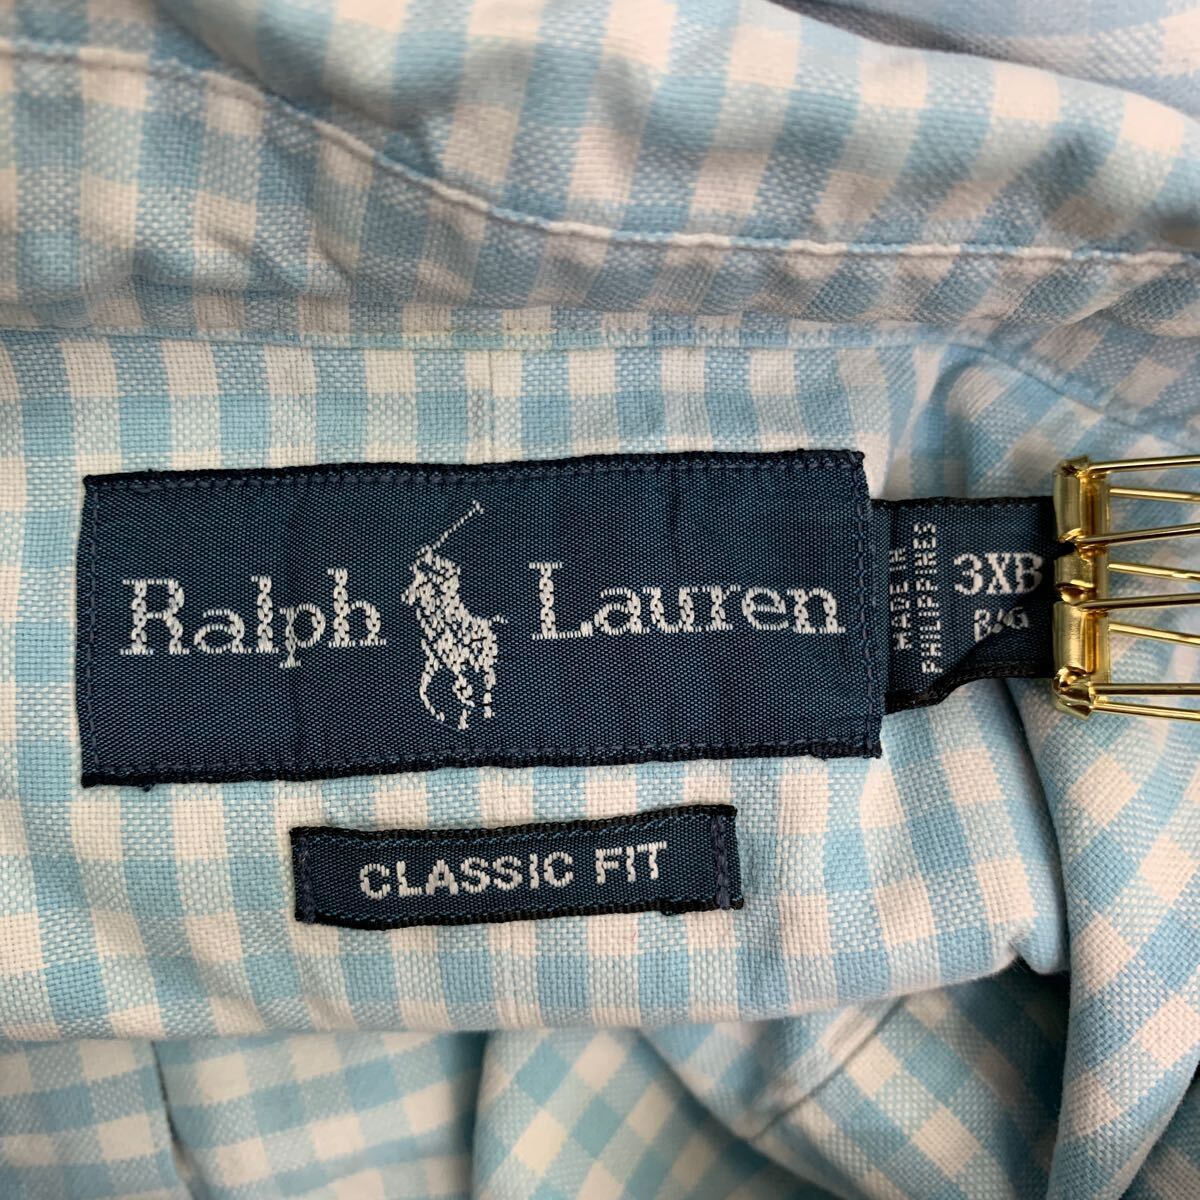 Ralph Lauren
MADE IN
PHILIPPINES
3XB
CLASSIC FIT